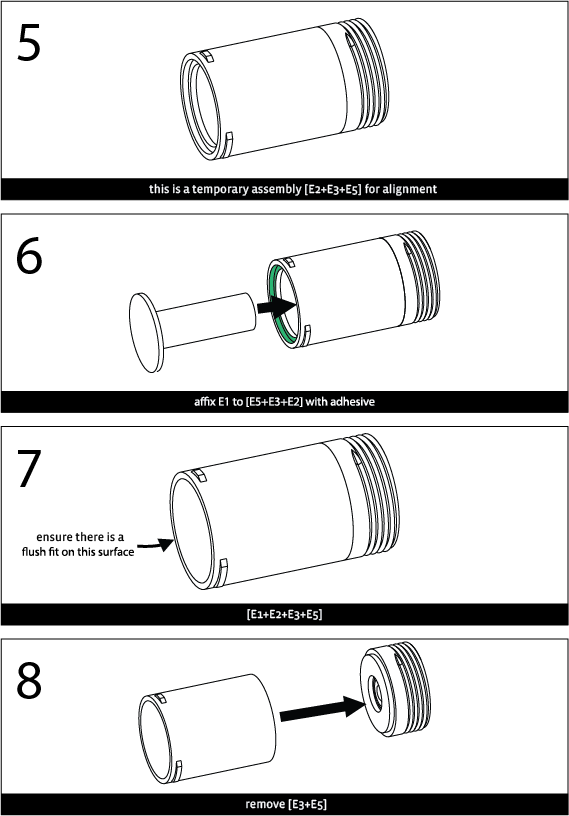 5
this is a temporary assembly [E2+E3+E5] for alignment
6
affix E1 to [E5+E3+E2] with adhesive
7
ensure there is a
flush fit on this surface
[E1+E2+E3+E5]
8
remove [E3+E5]